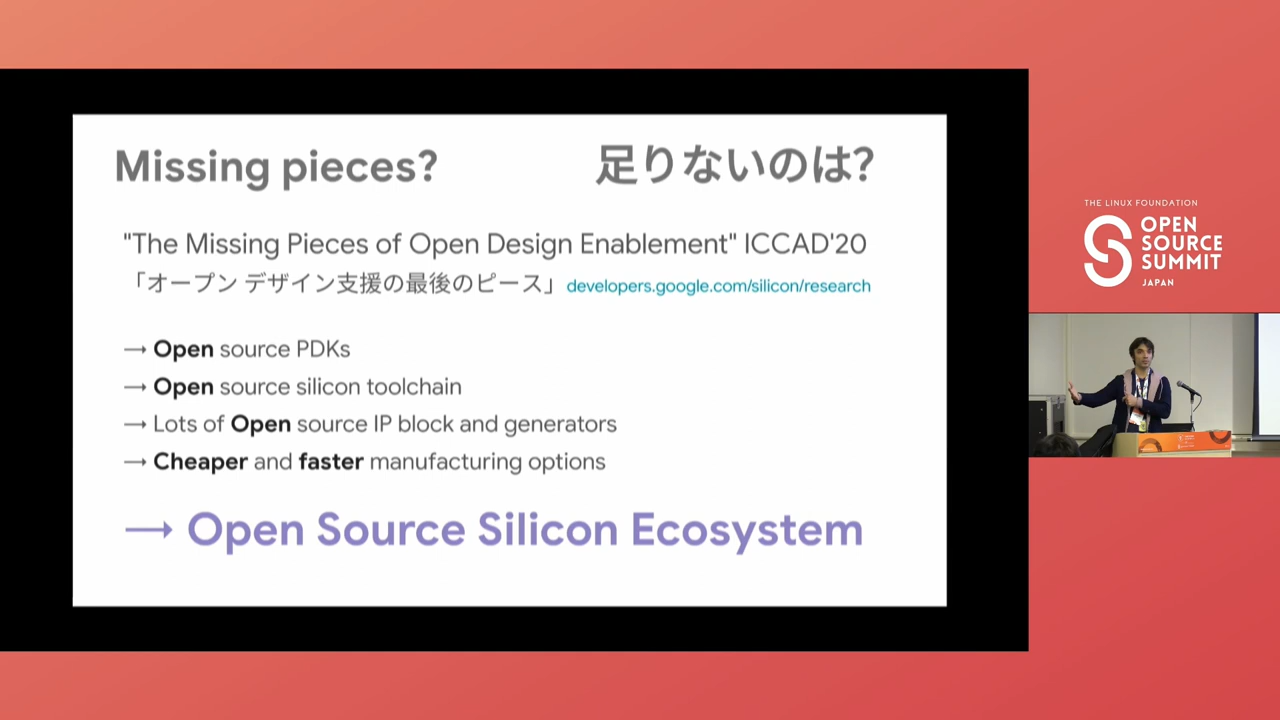 Missing pieces?
足りないのは?
"The Missing Pieces of Open Design Enablement" ICCAD'20
「オープン デザイン支援の最後のピース」 developers.google.com/silicon/research
→ Open source PDKs
→ Open source silicon toolchain
→ Lots of Open source IP block and generators
→ Cheaper and faster manufacturing options
→ Open Source Silicon Ecosystem
THE LINUX FOUNDATION
OPEN
SOURCE
SUMMIT
JAPAN